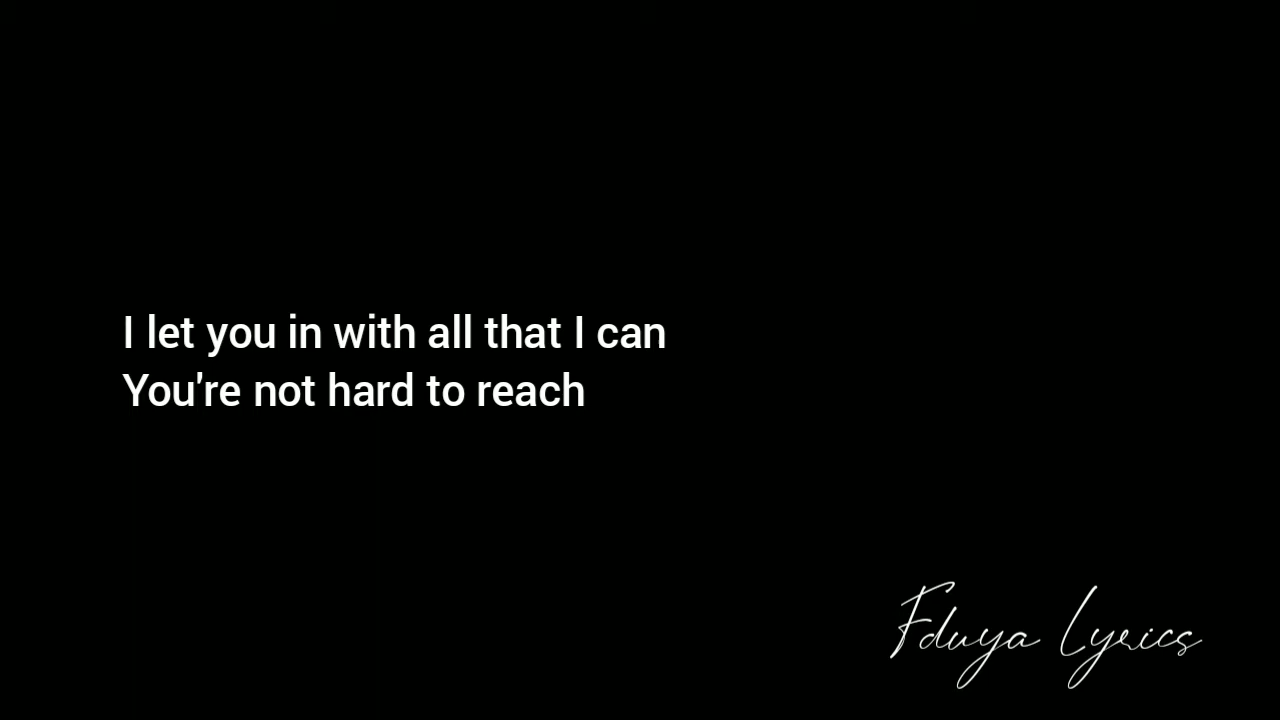 I let you in with all that I can
You're not hard to reach
Fduya Lyrics